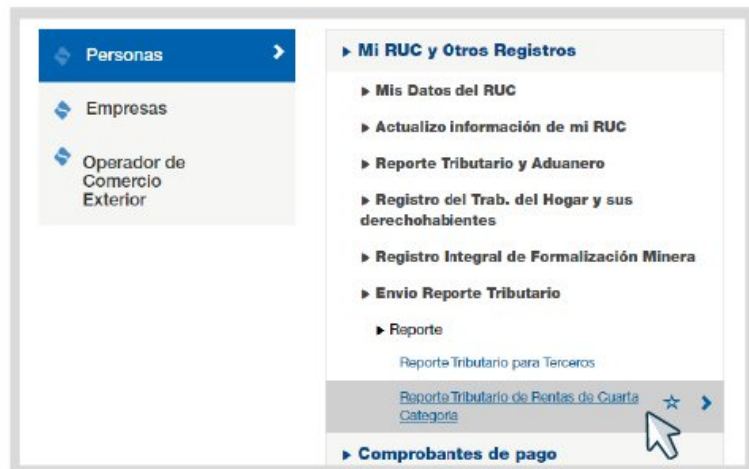 Personas
Empresas
Operador de
Comercio
Exterior
Mi RUC y Otros Registros
Mis Datos del RUC
Actualizo información de mi RUC
Reporte Tributario y Aduanero
Registro del Trab. del Hogar y sus
derechohabientes
Registro Integral de Formalización Minera
Envio Reporte Tributario
Reporte
Reporte Tributario para Terceros
Reporte Tributario de Rentas de Cuarta
Categoria
Comprobantes de pago